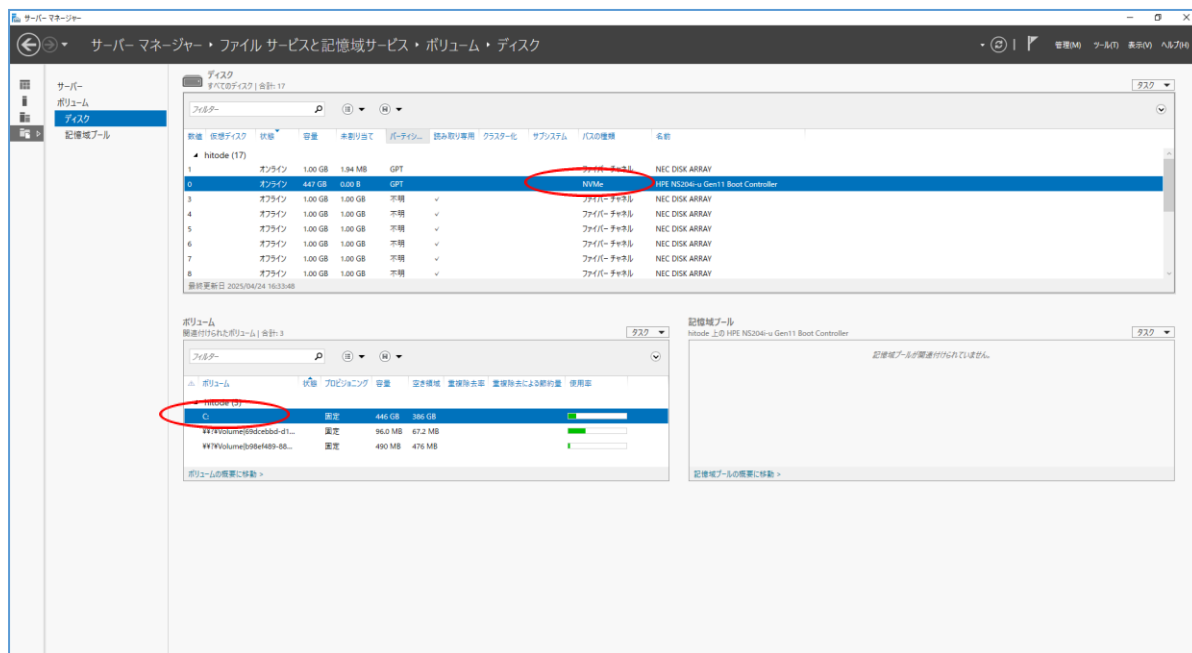 サーバー マネージャー
サーバー マネージャー ・ ファイル サービスと記憶域サービス ・ ボリューム ・ ディスク
管理(M) ツール(T) 表示(V) ヘルプ(H)
サーバー
ボリューム
ディスク
記憶域プール
ディスク
すべてのディスク | 合計: 17
タスク
フィルター
数値 仮想ディスク 状態 容量 未割り当て パーティシ... 読み取り専用 クラスター化 サブシステム バスの種類 名前
hitode (17)
1 オンライン 1.00 GB 1.94 MB GPT ファイバー チャネル NEC DISK ARRAY
0 オンライン 447 GB 0.00 B GPT NVMe HPE NS204i-u Gen11 Boot Controller
3 オフライン 1.00 GB 1.00 GB 不明 ✓ ファイバー チャネル NEC DISK ARRAY
4 オフライン 1.00 GB 1.00 GB 不明 ✓ ファイバー チャネル NEC DISK ARRAY
5 オフライン 1.00 GB 1.00 GB 不明 ✓ ファイバー チャネル NEC DISK ARRAY
6 オフライン 1.00 GB 1.00 GB 不明 ✓ ファイバー チャネル NEC DISK ARRAY
7 オフライン 1.00 GB 1.00 GB 不明 ✓ ファイバー チャネル NEC DISK ARRAY
8 オフライン 1.00 GB 1.00 GB 不明 ✓ ファイバー チャネル NEC DISK ARRAY
最終更新日 2025/04/24 16:33:48
ボリューム
関連付けられたボリューム | 合計: 3
タスク
フィルター
ボリューム 状態 プロビジョニング 容量 空き領域 重複除去率 重複除去による節約量 使用率
hitode (3)
C: 固定 446 GB 386 GB
¥¥?¥Volume{69dcebbd-d1... 固定 96.0 MB 67.2 MB
¥¥?¥Volume{b98ef489-88... 固定 490 MB 476 MB
ボリュームの概要に移動 >
記憶域プール
hitode 上の HPE NS204i-u Gen11 Boot Controller
タスク
記憶域プールが関連付けられていません。
記憶域プールの概要に移動 >